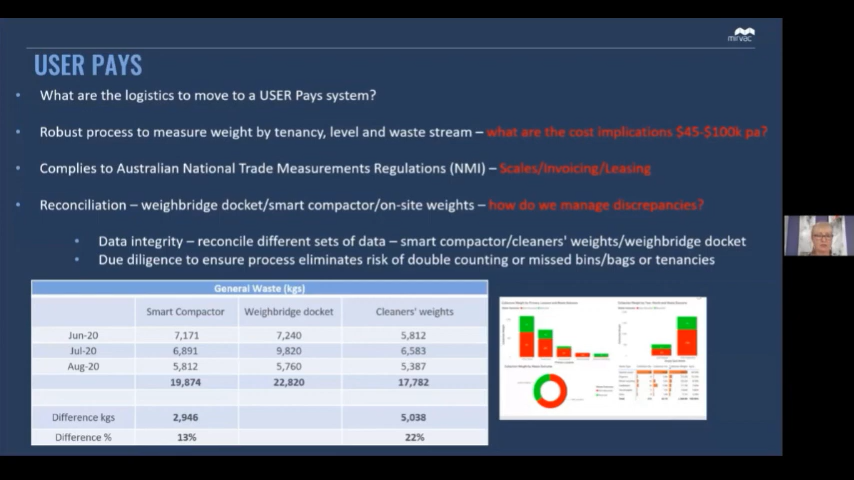 mirvac
USER PAYS
• What are the logistics to move to a USER Pays system?
• Robust process to measure weight by tenancy, level and waste stream – what are the cost implications $45-$100k pa?
• Complies to Australian National Trade Measurements Regulations (NMI) – Scales/Invoicing/Leasing
• Reconciliation – weighbridge docket/smart compactor/on-site weights – how do we manage discrepancies?
• Data integrity – reconcile different sets of data – smart compactor/cleaners' weights/weighbridge docket
• Due diligence to ensure process eliminates risk of double counting or missed bins/bags or tenancies
General Waste (kgs)
Smart Compactor Weighbridge docket Cleaners' weights
Jun-20 7,171 7,240 5,812
Jul-20 6,891 9,820 6,583
Aug-20 5,812 5,760 5,387
19,874 22,820 17,782
Difference kgs 2,946 5,038
Difference % 13% 22%